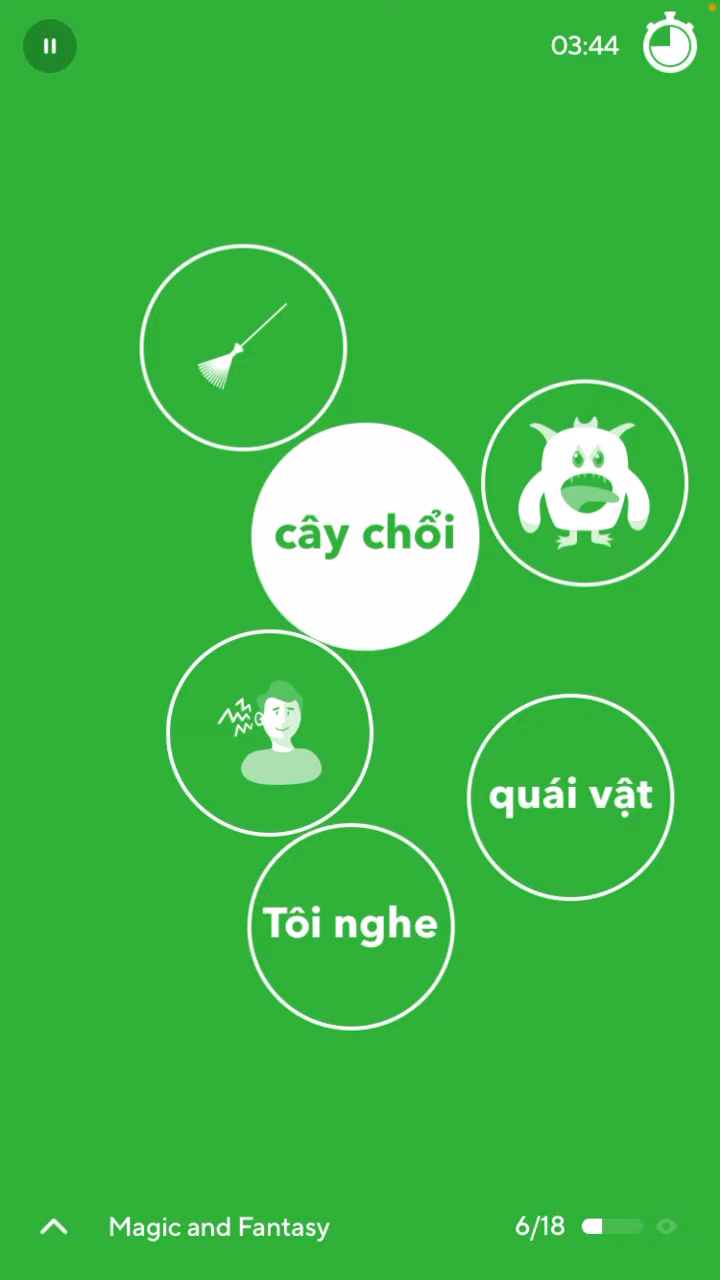 03:44
cây chổi
quái vật
Tôi nghe
Magic and Fantasy
6/18